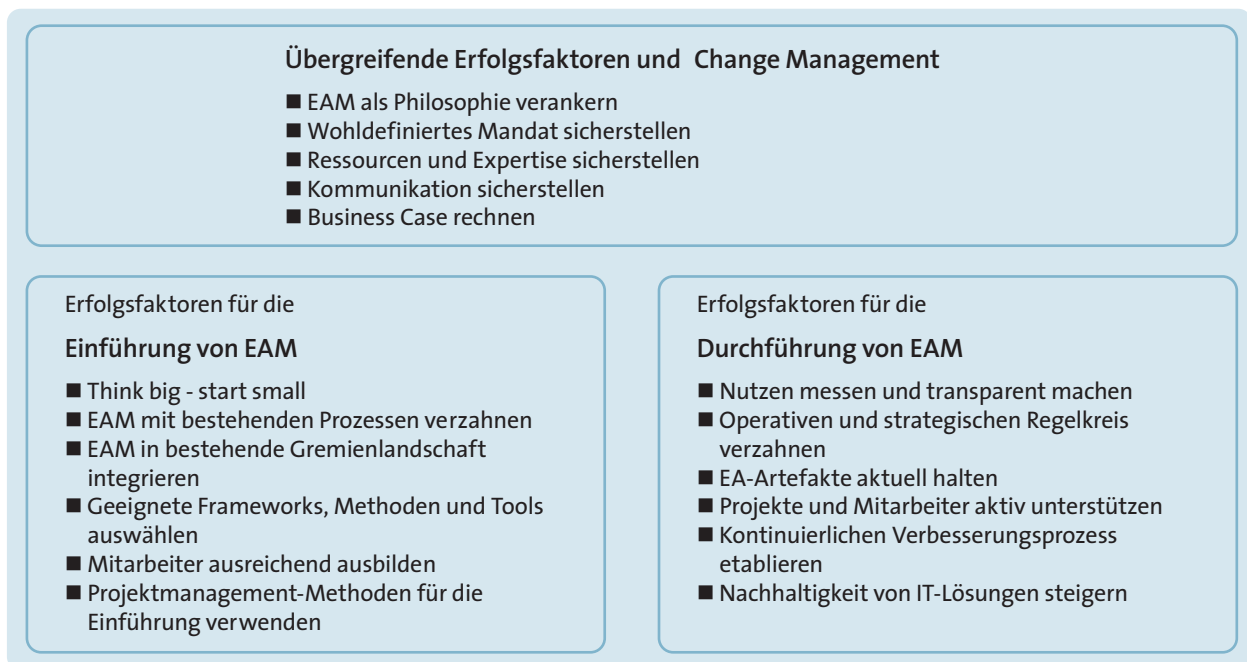 Übergreifende Erfolgsfaktoren und Change Management
■ EAM als Philosophie verankern
■ Wohldefiniertes Mandat sicherstellen
■ Ressourcen und Expertise sicherstellen
■ Kommunikation sicherstellen
■ Business Case rechnen
Erfolgsfaktoren für die
Einführung von EAM
■ Think big - start small
■ EAM mit bestehenden Prozessen verzahnen
■ EAM in bestehende Gremienlandschaft
integrieren
■ Geeignete Frameworks, Methoden und Tools
auswählen
■ Mitarbeiter ausreichend ausbilden
■ Projektmanagement-Methoden für die
Einführung verwenden
Erfolgsfaktoren für die
Durchführung von EAM
■ Nutzen messen und transparent machen
■ Operativen und strategischen Regelkreis
verzahnen
■ EA-Artefakte aktuell halten
■ Projekte und Mitarbeiter aktiv unterstützen
■ Kontinuierlichen Verbesserungsprozess
etablieren
■ Nachhaltigkeit von IT-Lösungen steigern